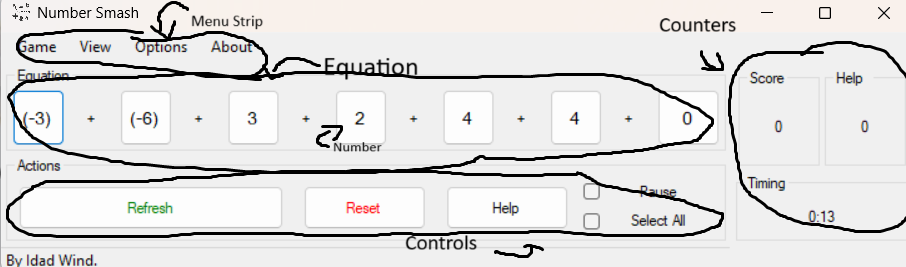 Number Smash
Menu Strip
Counters
Game View Options About
Equation
Equation
Score Help
(-3) + (-6) + 3 + 2 + 4 + 4 + 0
0 0
Number
Actions
Timing
Refresh Reset Help
Pause
Select All
0:13
Controls
By Idad Wind.